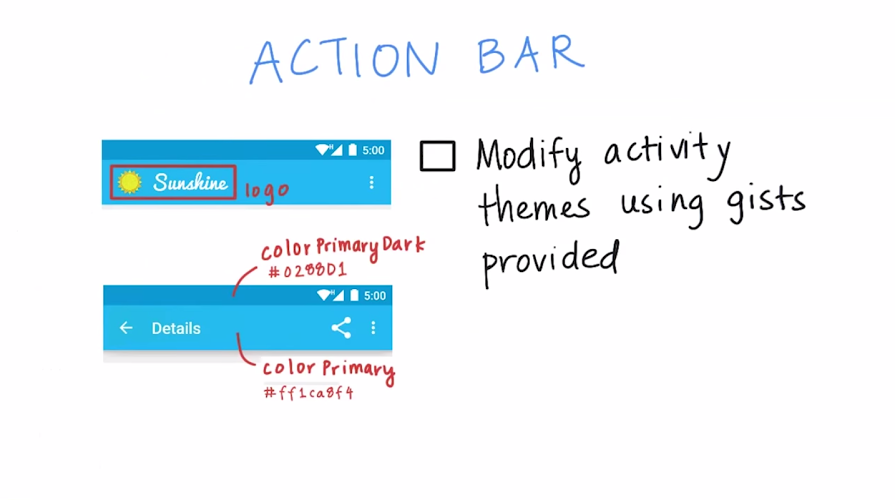 ACTION BAR
5:00
Sunshine
logo
Modify activity
themes using gists
provided
color Primary Dark
#0288D1
5:00
Details
color Primary
#ff1ca8f4